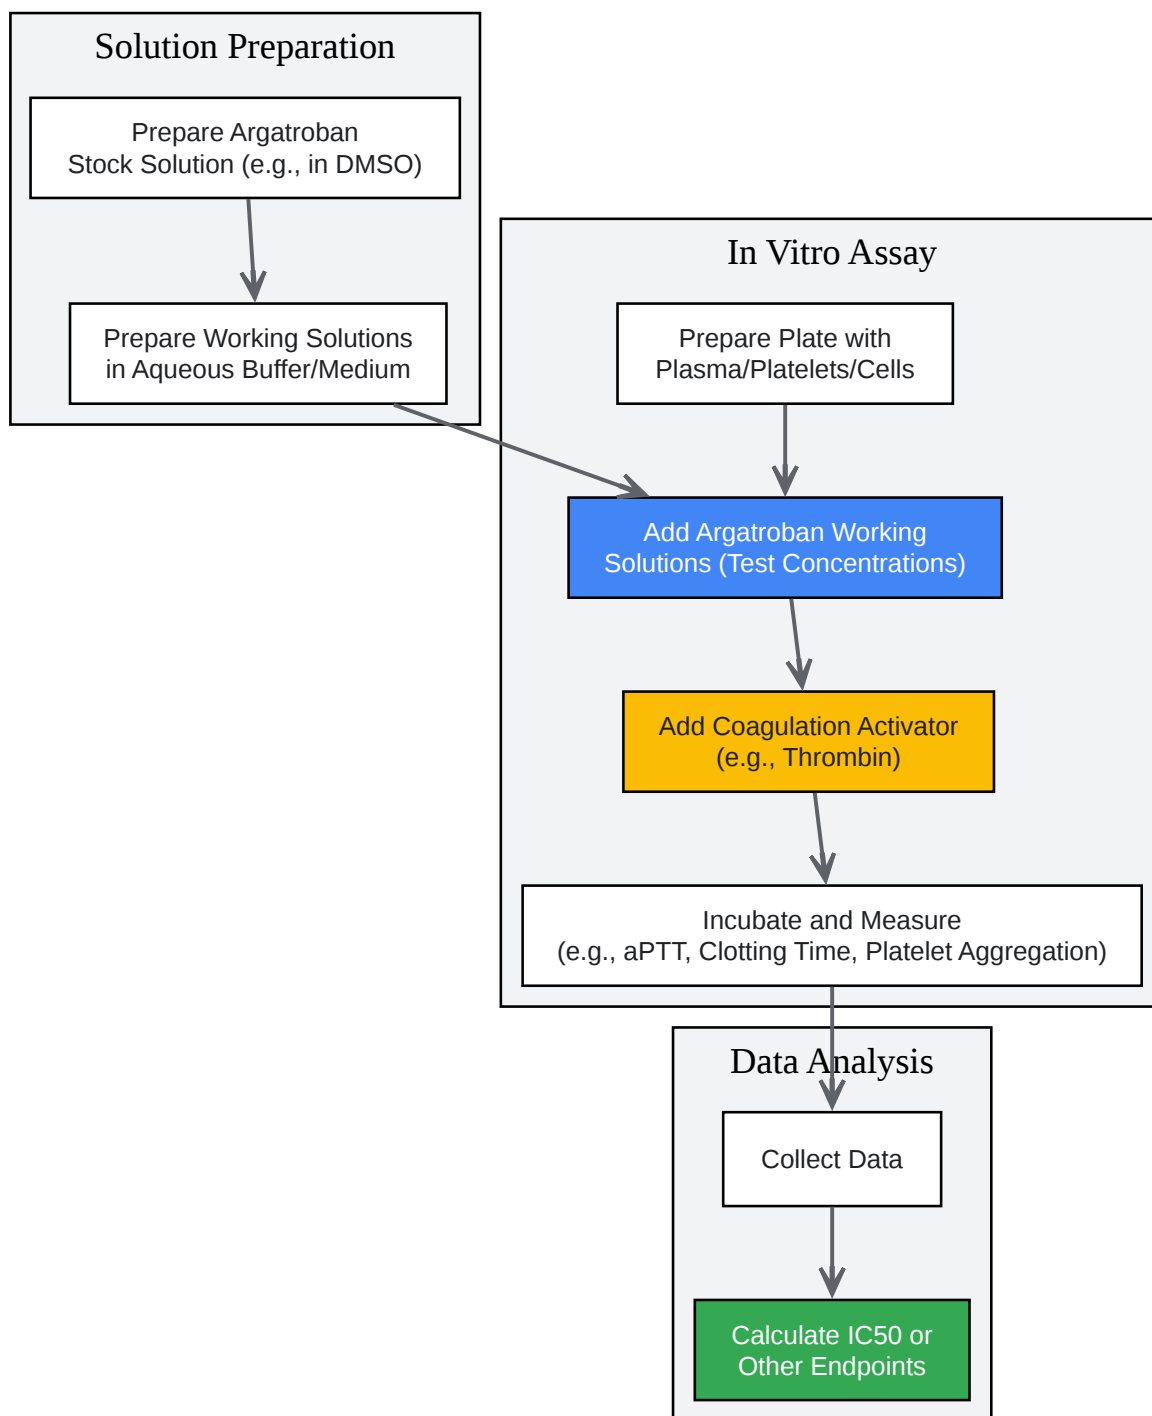 Solution Preparation
Prepare Argatroban
Stock Solution (e.g., in DMSO)
Prepare Working Solutions
in Aqueous Buffer/Medium
In Vitro Assay
Prepare Plate with
Plasma/Platelets/Cells
Add Argatroban Working
Solutions (Test Concentrations)
Add Coagulation Activator
(e.g., Thrombin)
Incubate and Measure
(e.g., aPTT, Clotting Time, Platelet Aggregation)
Data Analysis
Collect Data
Calculate IC50 or
Other Endpoints